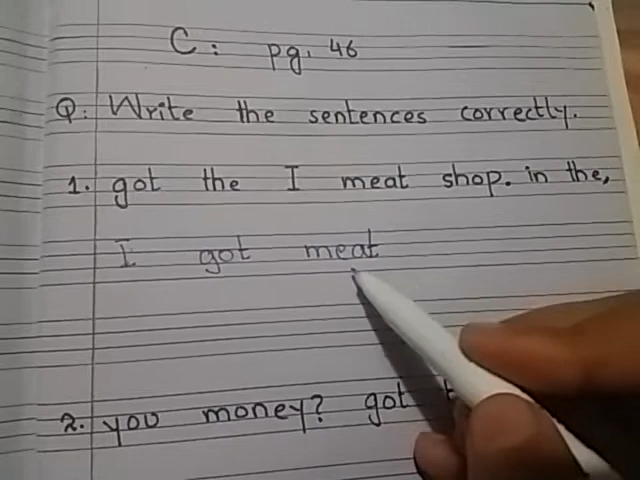 C: pg. 46
Q: Write the sentences correctly.
1. got the I meat shop. in the,
I got meat
2. you money? got